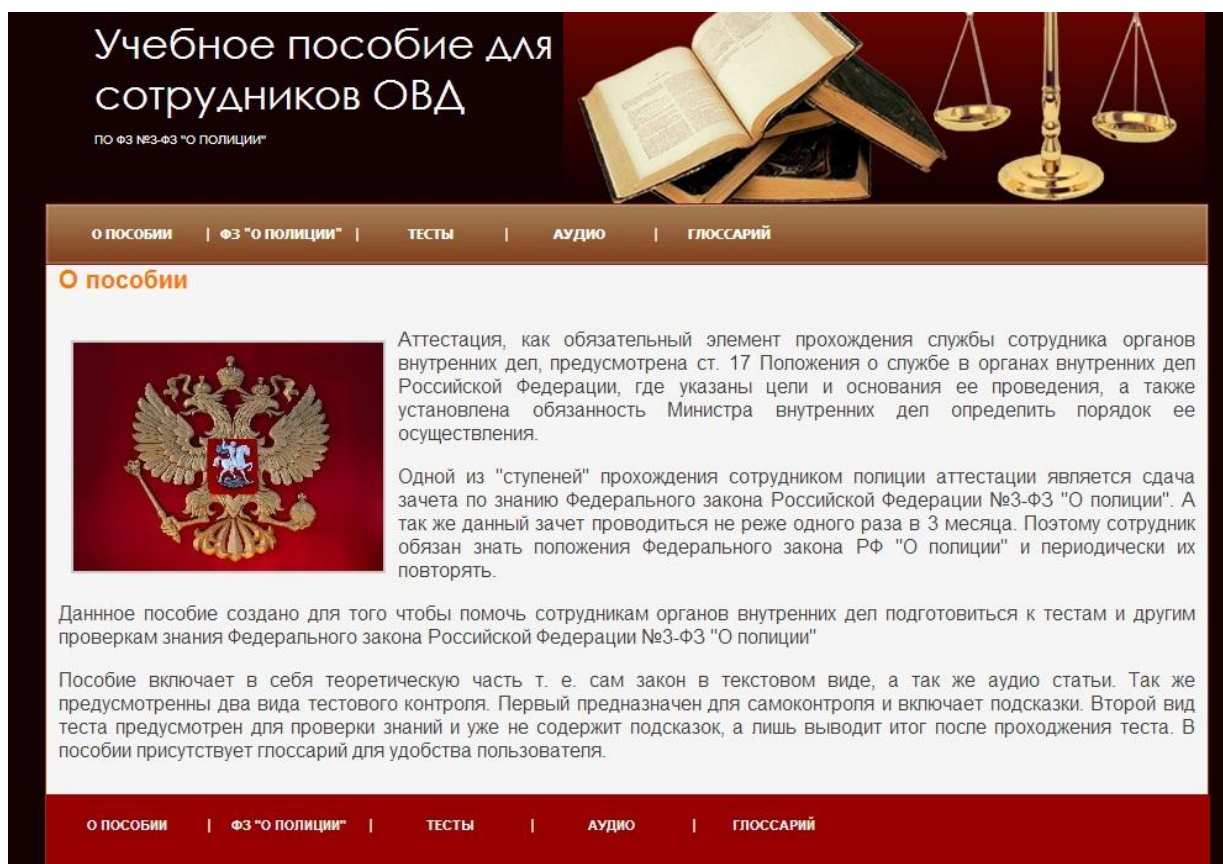 Учебное пособие для
сотрудников ОВД
ПО ФЗ №3-ФЗ "О ПОЛИЦИИ"
О ПОСОБИИ | ФЗ "О ПОЛИЦИИ" | ТЕСТЫ | АУДИО | ГЛОССАРИЙ
О пособии
Аттестация, как обязательный элемент прохождения службы сотрудника органов
внутренних дел, предусмотрена ст. 17 Положения о службе в органах внутренних дел
Российской Федерации, где указаны цели и основания ее проведения, а также
установлена обязанность Министра внутренних дел определить порядок ее
осуществления.
Одной из "ступеней" прохождения сотрудником полиции аттестации является сдача
зачета по знанию Федерального закона Российской Федерации №3-ФЗ "О полиции". А
так же данный зачет проводиться не реже одного раза в 3 месяца. Поэтому сотрудник
обязан знать положения Федерального закона РФ "О полиции" и периодически их
повторять.
Даннное пособие создано для того чтобы помочь сотрудникам органов внутренних дел подготовиться к тестам и другим
проверкам знания Федерального закона Российской Федерации №3-ФЗ "О полиции"
Пособие включает в себя теоретическую часть т. е. сам закон в текстовом виде, а так же аудио статьи. Так же
предусмотренны два вида тестового контроля. Первый предназначен для самоконтроля и включает подсказки. Второй вид
теста предусмотрен для проверки знаний и уже не содержит подсказок, а лишь выводит итог после проходжения теста. В
пособии присутствует глоссарий для удобства пользователя.
О ПОСОБИИ | ФЗ "О ПОЛИЦИИ" | ТЕСТЫ | АУДИО | ГЛОССАРИЙ